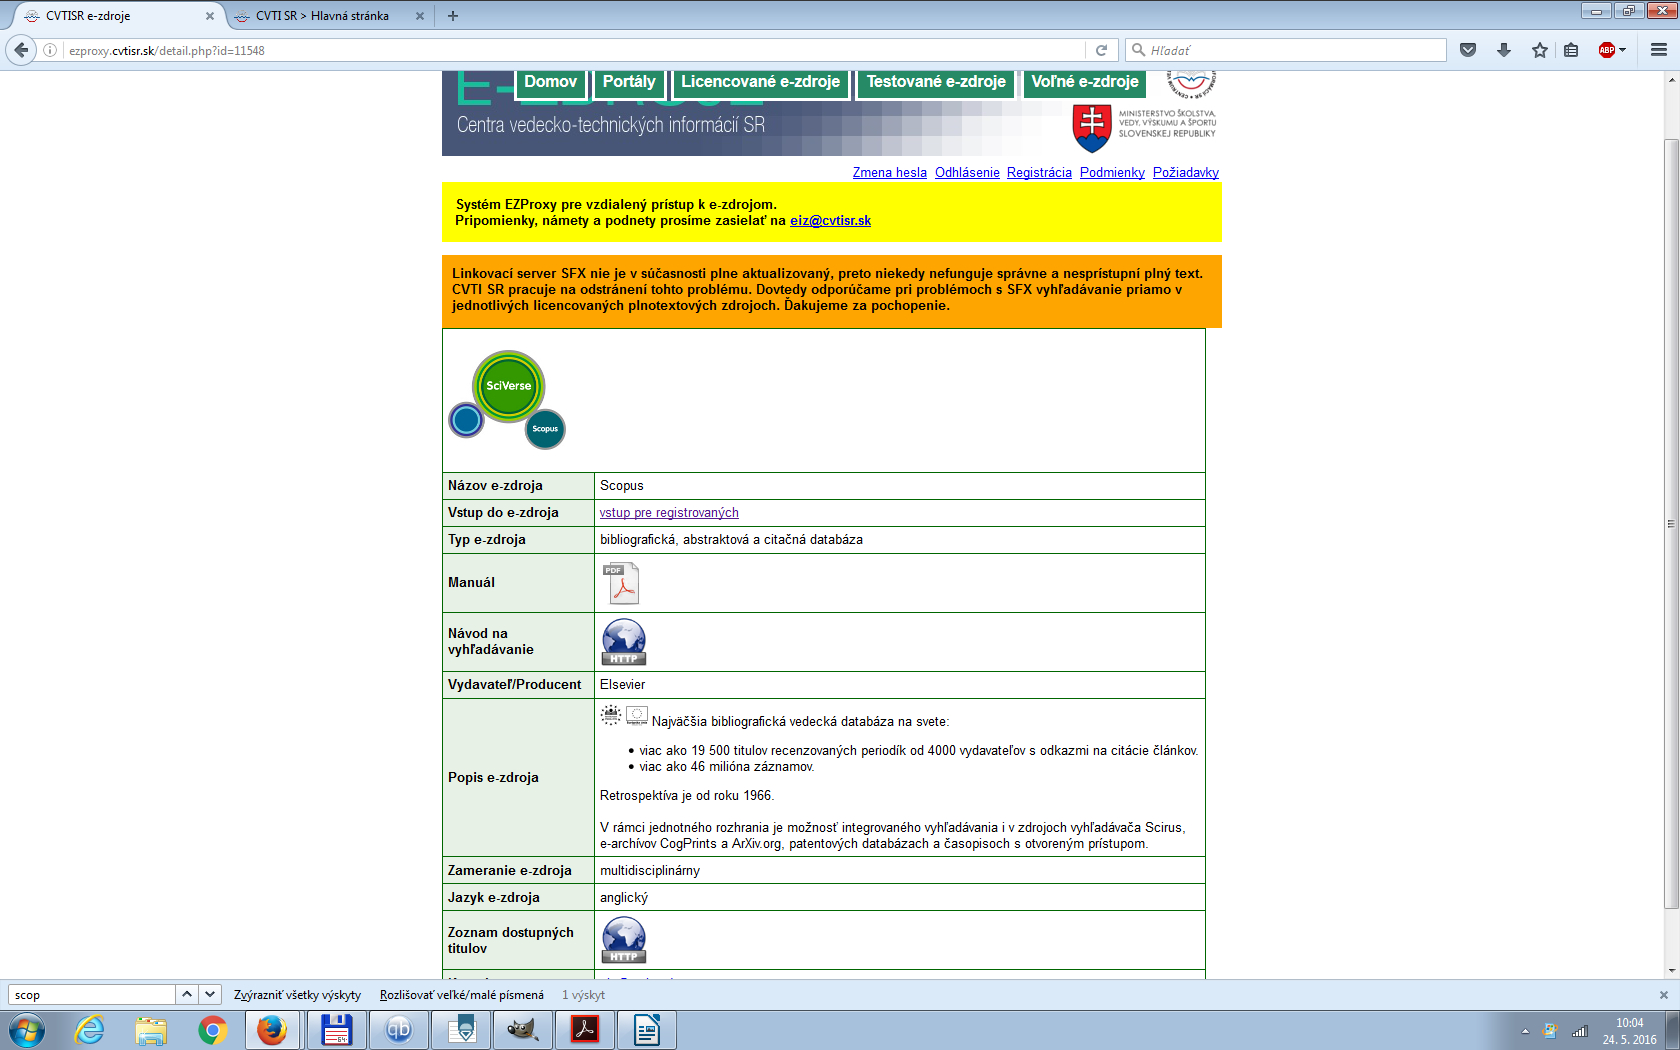 CVTISR e-zdroje
CVTI SR > Hlavná stránka
ezproxy.cvtisr.sk/detail.php?id=11548
Hľadať
ABP
Domov
Portály
Licencované e-zdroje
Testované e-zdroje
Voľné e-zdroje
Centra vedecko-technických informácií SR
MINISTERSTVO ŠKOLSTVA,
VEDY, VÝSKUMU A ŠPORTU
SLOVENSKEJ REPUBLIKY
Zmena hesla Odhlásenie Registrácia Podmienky Požiadavky
Systém EZProxy pre vzdialený prístup k e-zdrojom.
Pripomienky, námety a podnety prosíme zasielať na eiz@cvtisr.sk
Linkovací server SFX nie je v súčasnosti plne aktualizovaný, preto niekedy nefunguje správne a nesprístupní plný text.
CVTI SR pracuje na odstránení tohto problému. Dovtedy odporúčame pri problémoch s SFX vyhľadávanie priamo v
jednotlivých licencovaných plnotextových zdrojoch. Ďakujeme za pochopenie.
SciVerse
Scopus
Názov e-zdroja
Scopus
Vstup do e-zdroja
vstup pre registrovaných
Typ e-zdroja
bibliografická, abstraktová a citačná databáza
Manuál
PDF
Návod na
vyhľadávanie
HTTP
Vydavateľ/Producent
Elsevier
Popis e-zdroja
Najväčšia bibliografická vedecká databáza na svete:
• viac ako 19 500 titulov recenzovaných periodík od 4000 vydavateľov s odkazmi na citácie článkov.
• viac ako 46 milióna záznamov.
Retrospektíva je od roku 1966.
V rámci jednotného rozhrania je možnosť integrovaného vyhľadávania i v zdrojoch vyhľadávača Scirus,
e-archívov CogPrints a ArXiv.org, patentových databázach a časopisoch s otvoreným prístupom.
Zameranie e-zdroja
multidisciplinárny
Jazyk e-zdroja
anglický
Zoznam dostupných
titulov
HTTP
scop
Zvýrazniť všetky výskyty
Rozlišovať veľké/malé písmená
1 výskyt
64
qb
10:04
24. 5. 2016